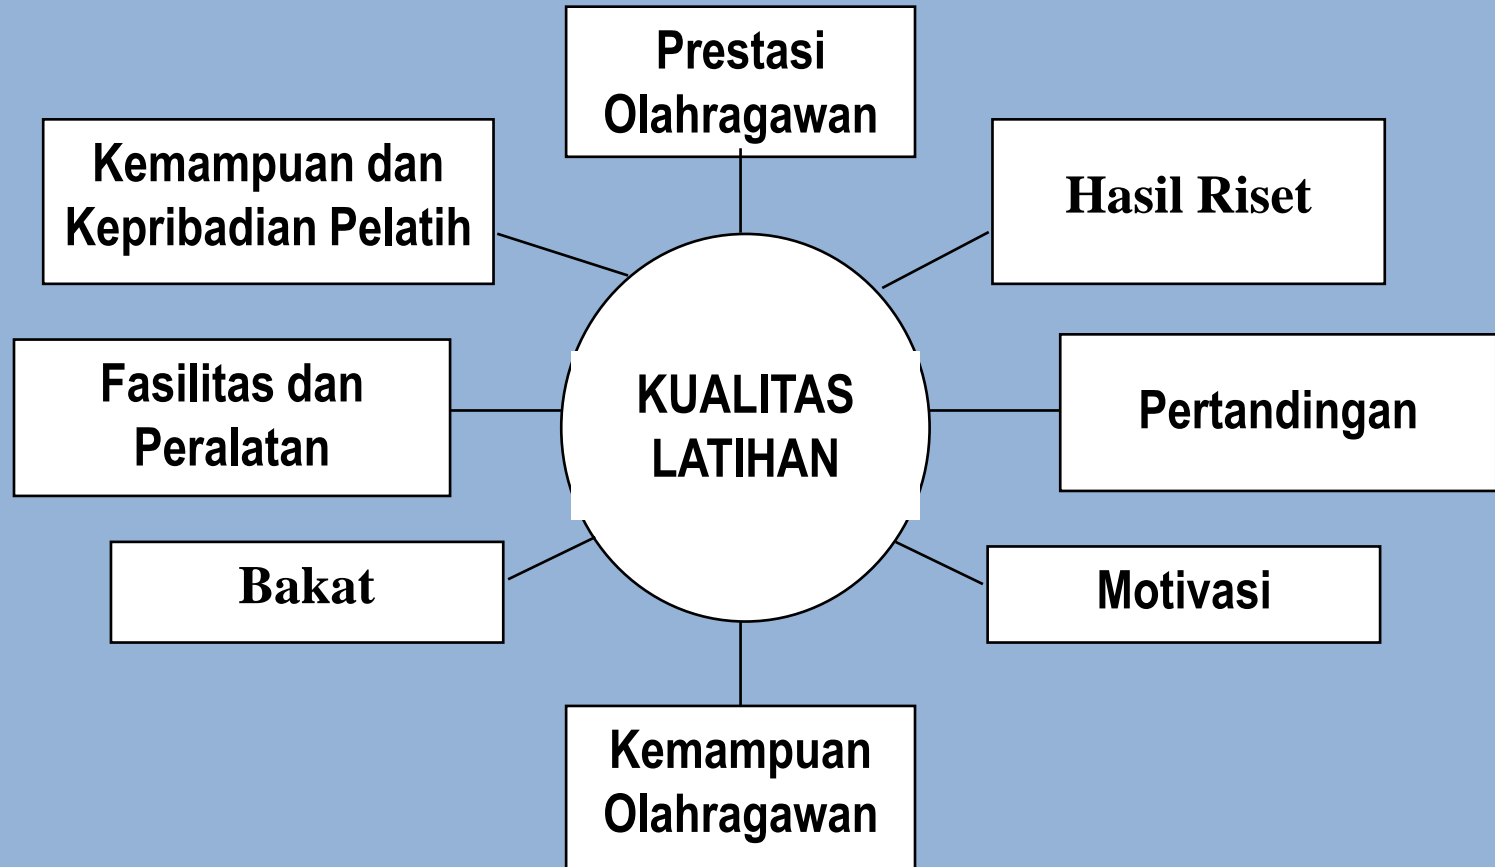 Prestasi
Olahragawan
Kemampuan dan
Kepribadian Pelatih
Hasil Riset
Fasilitas dan
Peralatan
KUALITAS
LATIHAN
Pertandingan
Bakat
Motivasi
Kemampuan
Olahragawan